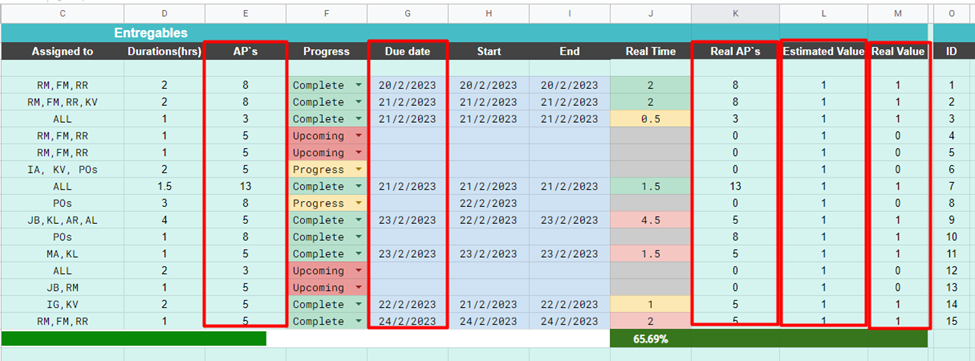 C D E F G H I J K L M O
Entregables
Assigned to Durations(hrs) AP`s Progress Due date Start End Real Time Real AP`s Estimated Value Real Value ID
RM,FM,RR 2 8 Complete 20/2/2023 20/2/2023 20/2/2023 2 8 1 1 1
RM,FM,RR,KV 2 8 Complete 21/2/2023 21/2/2023 21/2/2023 2 8 1 1 2
ALL 1 3 Complete 21/2/2023 21/2/2023 21/2/2023 0.5 3 1 1 3
RM,FM,RR 1 5 Upcoming 0 1 0 4
RM,FM,RR 1 5 Upcoming 0 1 0 5
IA, KV, POs 2 5 Progress 0 1 0 6
ALL 1.5 13 Complete 21/2/2023 21/2/2023 21/2/2023 1.5 13 1 1 7
POs 3 8 Progress 22/2/2023 0 1 0 8
JB,KL,AR,AL 4 5 Complete 23/2/2023 22/2/2023 23/2/2023 4.5 5 1 1 9
POs 1 8 Complete 8 1 1 10
MA,KL 1 5 Complete 23/2/2023 23/2/2023 23/2/2023 1.5 5 1 1 11
ALL 2 3 Upcoming 0 1 0 12
JB,RM 1 5 Upcoming 0 1 0 13
IG,KV 2 5 Complete 22/2/2023 21/2/2023 22/2/2023 1 5 1 1 14
RM,FM,RR 1 5 Complete 24/2/2023 24/2/2023 24/2/2023 2 5 1 1 15
65.69%